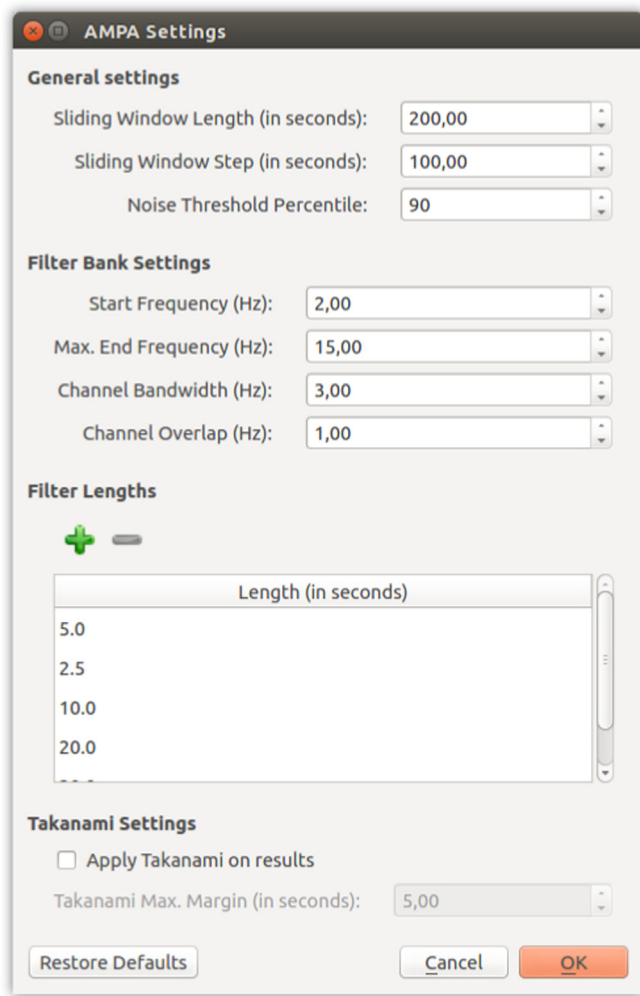 AMPA Settings
General settings
Sliding Window Length (in seconds): 200,00
Sliding Window Step (in seconds): 100,00
Noise Threshold Percentile: 90
Filter Bank Settings
Start Frequency (Hz): 2,00
Max. End Frequency (Hz): 15,00
Channel Bandwidth (Hz): 3,00
Channel Overlap (Hz): 1,00
Filter Lengths
Length (in seconds)
5.0
2.5
10.0
20.0
Takanami Settings
Apply Takanami on results
Takanami Max. Margin (in seconds): 5,00
Restore Defaults Cancel OK